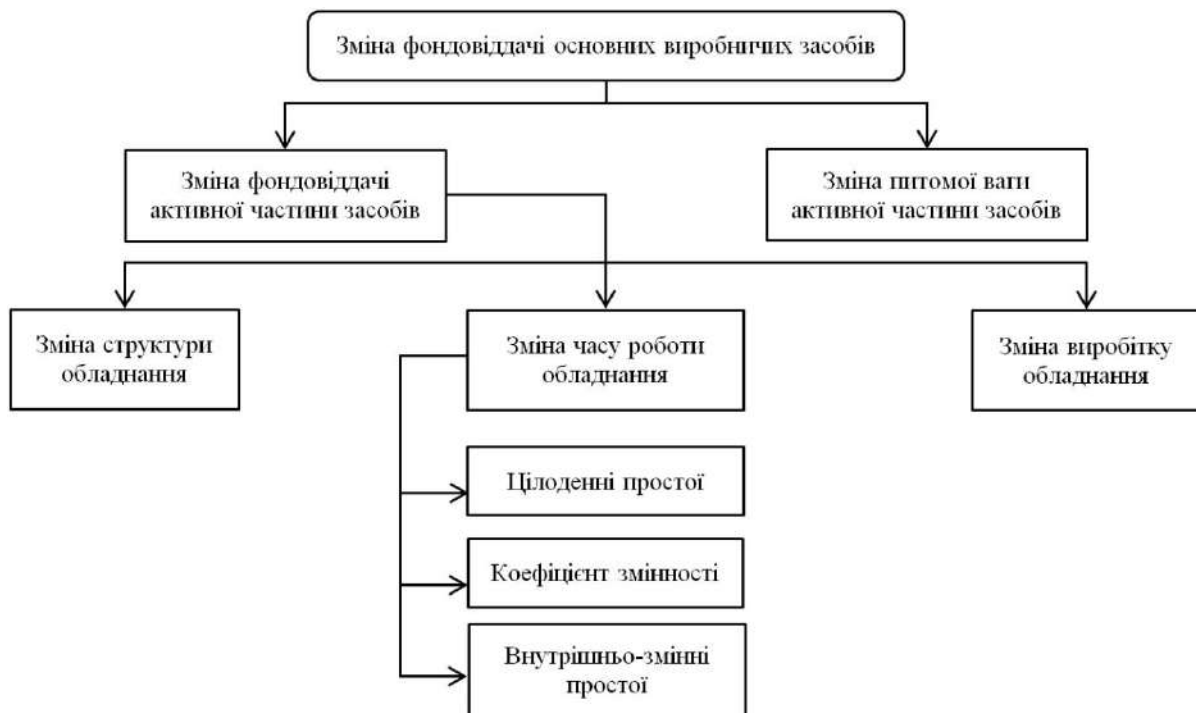 Зміна фондовіддачі основних виробничих засобів
Зміна фондовіддачі
активної частини засобів
Зміна питомої ваги
активної частини засобів
Зміна структури
обладнання
Зміна часу роботи
обладнання
Зміна виробітку
обладнання
Цілоденні простої
Коефіцієнт змінності
Внутрішньо-змінні
простої